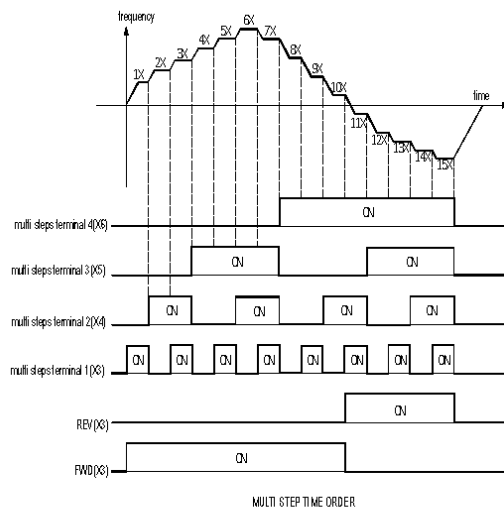 frequency
6X
5X
7X
4X
8X
3X
2X
9X
1X
10X
time
11X
12X
13X
14X
15X
ON
multi steps terminal 4(X6)
ON
ON
multi steps terminal 3(X5)
ON
ON
ON
ON
multi steps terminal 2(X4)
ON
ON
ON
ON
ON
ON
ON
ON
multi steps terminal 1(X3)
ON
REV(X3)
ON
FWD(X3)
MULTI STEP TIME ORDER